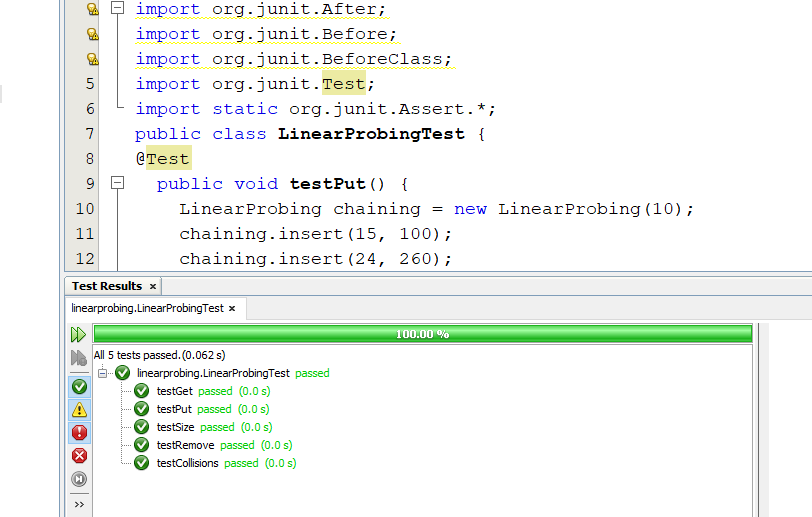 import org.junit.After;
import org.junit.Before;
import org.junit.BeforeClass;
5 import org.junit.Test;
6 import static org.junit.Assert.*;
7 public class LinearProbingTest {
8 @Test
9 public void testPut() {
10 LinearProbing chaining = new LinearProbing(10);
11 chaining.insert(15, 100);
12 chaining.insert(24, 260);
Test Results ×
linearprobing.LinearProbingTest ×
100.00 %
All 5 tests passed.(0.062 s)
linearprobing.LinearProbingTest passed
testGet passed (0.0 s)
testPut passed (0.0 s)
testSize passed (0.0 s)
testRemove passed (0.0 s)
testCollisions passed (0.0 s)
>>